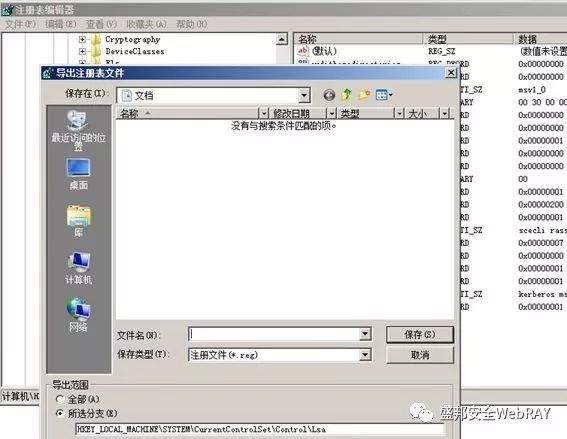 注册表编辑器
文件(F) 编辑(E) 查看(V) 收藏夹(A) 帮助(H)
Cryptography
DeviceClasses
Els
名称 类型 数据
(默认) REG_SZ (数值未设置
REG_DWORD 0x00000000
导出注册表文件
保存在(I): 文档
名称 修改日期 类型 大小
没有与搜索条件匹配的项。
最近访问的位置
桌面
库
计算机
网络
RD 0x00000000
TI_SZ msv1_0
ARY 00 30 00 00
RD 0x00000000
RD 0x00000000
RD 0x00000000
ARY 00
RD 0x00000001
RD 0x00000200
RD 0x00000001
TI_SZ scecli rass
RD 0x00000007
RD 0x00000000
RD 0x00000000
RD 0x00000001
TI_SZ kerberos ms
RD 0x00000001
文件名(N): 保存(S)
保存类型(T): 注册文件(*.reg) 取消
导出范围
全部(A)
所选分支(E)
HKEY_LOCAL_MACHINE\SYSTEM\CurrentControlSet\Control\Lsa
计算机\H
盛邦安全WebRAY